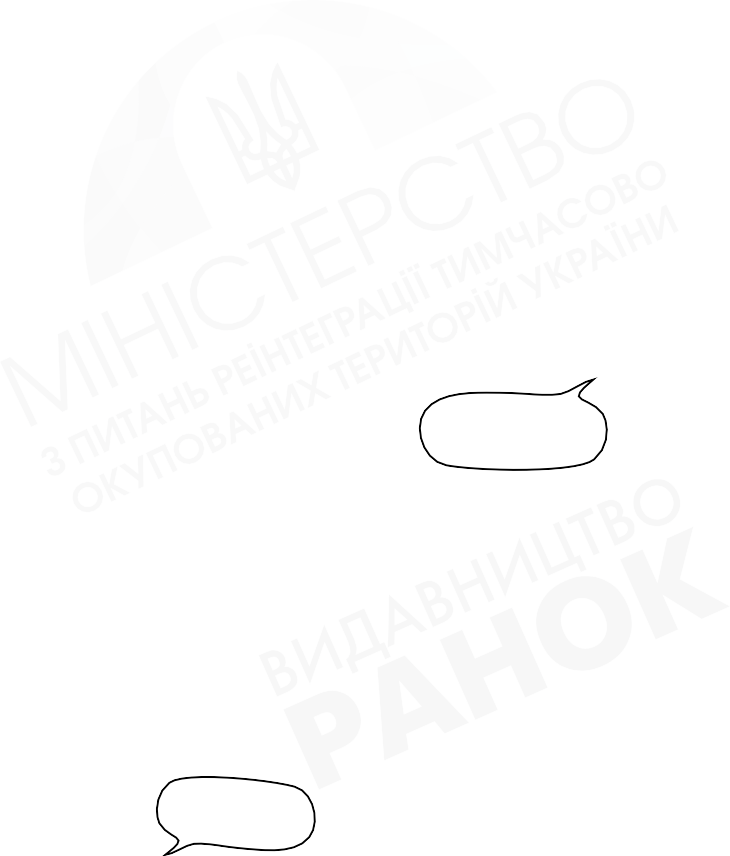 МІНІСТЕРСТВО
З ПИТАНЬ РЕІНТЕГРАЦІЇ ТИМЧАСОВО
ОКУПОВАНИХ ТЕРИТОРІЙ УКРАЇНИ
ВИДАВНИЦТВО
РАНОК